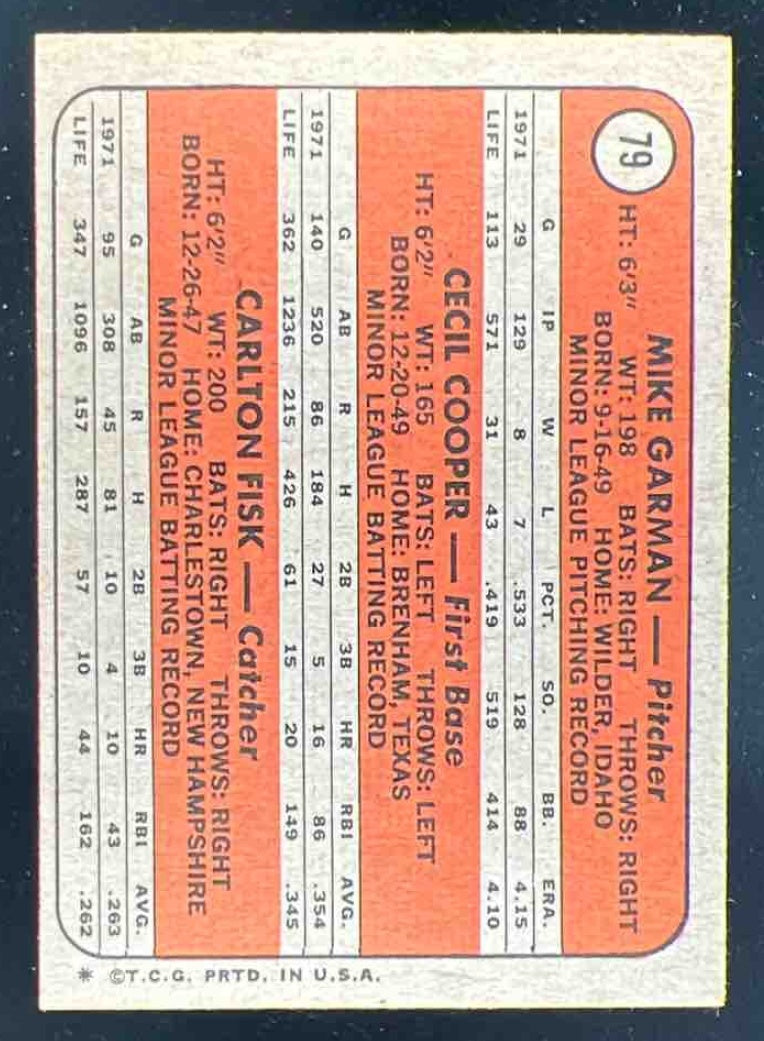 79
MIKE GARMAN — Pitcher
HT: 6'3" WT: 198 BATS: RIGHT THROWS: RIGHT
BORN: 9-16-49 HOME: WILDER, IDAHO
MINOR LEAGUE PITCHING RECORD
G IP W L PCT. SO. BB. ERA.
1971 29 129 8 7 .533 128 88 4.15
LIFE 113 571 31 43 .419 519 414 4.10
CECIL COOPER — First Base
HT: 6'2" WT: 165 BATS: LEFT THROWS: LEFT
BORN: 12-20-49 HOME: BRENHAM, TEXAS
MINOR LEAGUE BATTING RECORD
G AB R H 2B 3B HR RBI AVG.
1971 140 520 86 184 27 5 16 86 .354
LIFE 362 1236 215 426 61 15 20 149 .345
CARLTON FISK — Catcher
HT: 6'2" WT: 200 BATS: RIGHT THROWS: RIGHT
BORN: 12-26-47 HOME: CHARLESTOWN, NEW HAMPSHIRE
MINOR LEAGUE BATTING RECORD
G AB R H 2B 3B HR RBI AVG.
1971 95 308 45 81 10 4 10 43 .263
LIFE 347 1096 157 287 57 10 44 162 .262
* ©T.C.G. PRTD. IN U.S.A.